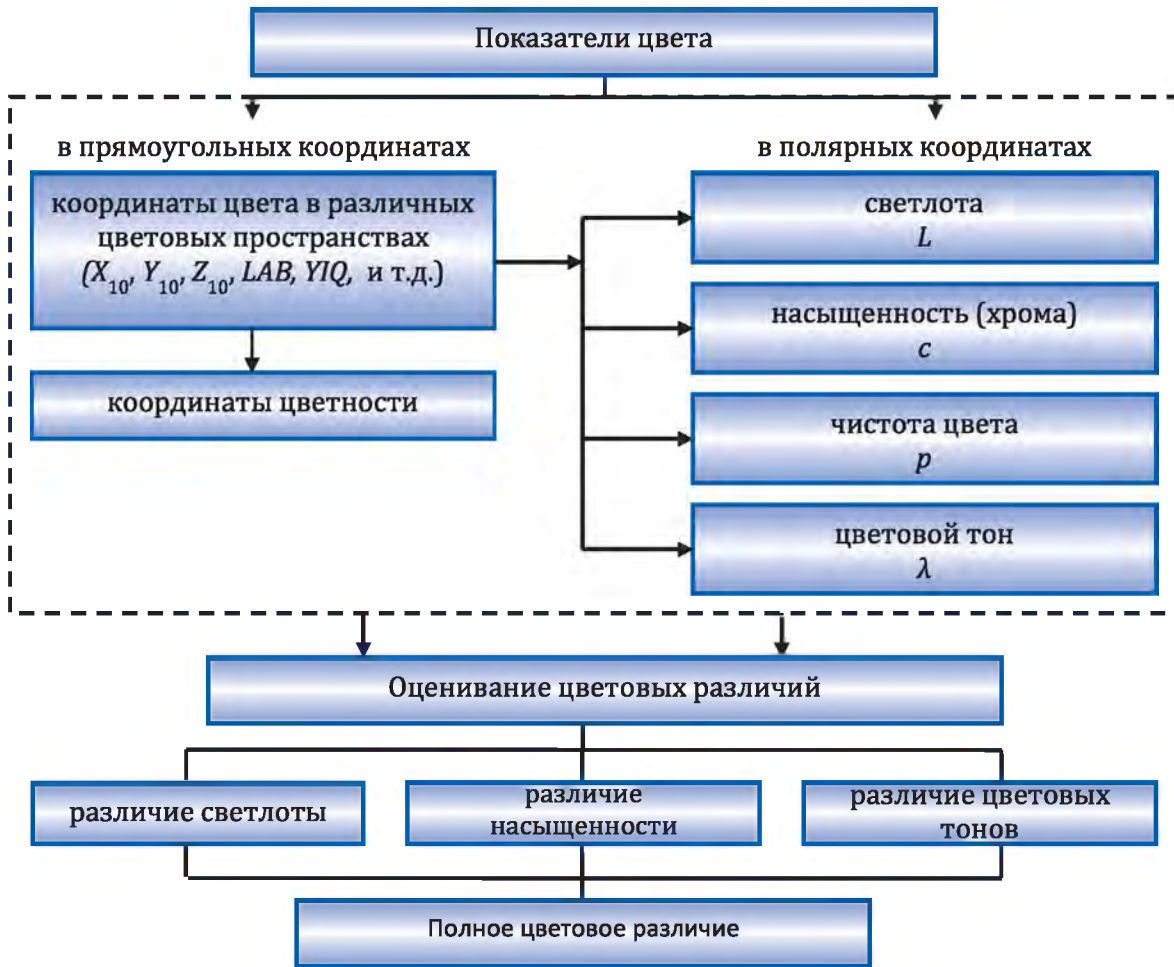 Показатели цвета
в прямоугольных координатах
координаты цвета в различных
цветовых пространствах
(X₁₀, Y₁₀, Z₁₀, LAB, YIQ, и т.д.)
координаты цветности
в полярных координатах
светлота
L
насыщенность (хрома)
c
чистота цвета
p
цветовой тон
λ
Оценивание цветовых различий
различие светлоты
различие
насыщенности
различие цветовых
тонов
Полное цветовое различие